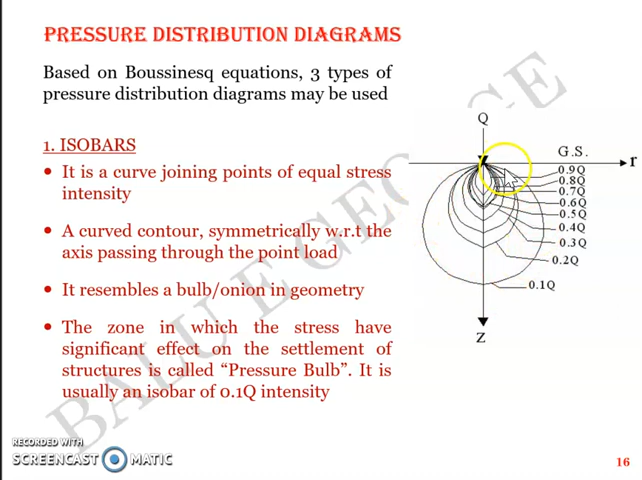 PRESSURE DISTRIBUTION DIAGRAMS
Based on Boussinesq equations, 3 types of
pressure distribution diagrams may be used
1. ISOBARS
• It is a curve joining points of equal stress
intensity
• A curved contour, symmetrically w.r.t the
axis passing through the point load
• It resembles a bulb/onion in geometry
• The zone in which the stress have
significant effect on the settlement of
structures is called “Pressure Bulb”. It is
usually an isobar of 0.1Q intensity
Q
G.S.
r
0.9Q
0.8Q
0.7Q
0.6Q
0.5Q
0.4Q
0.3Q
0.2Q
0.1Q
Z
BALU E GEORGE
RECORDED WITH
SCREENCAST MATIC
16